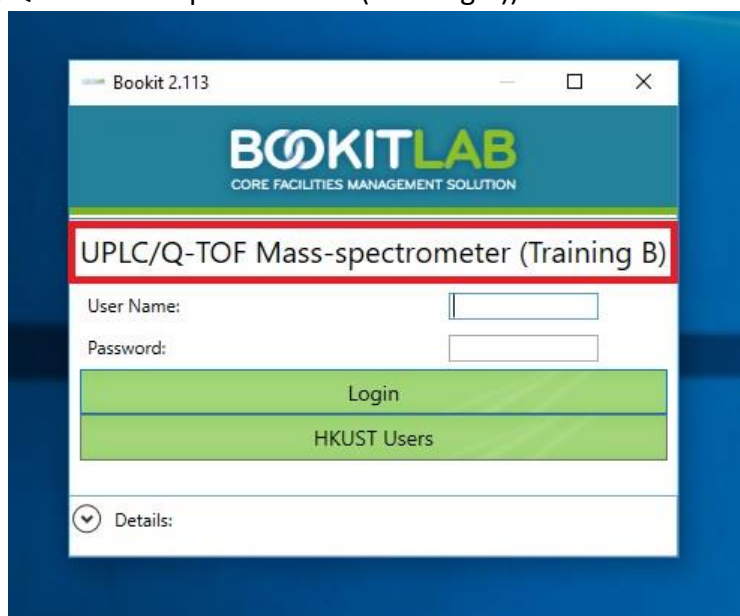 Bookit 2.113
BOOKITLAB
CORE FACILITIES MANAGEMENT SOLUTION
UPLC/Q-TOF Mass-spectrometer (Training B)
User Name:
Password:
Login
HKUST Users
Details: